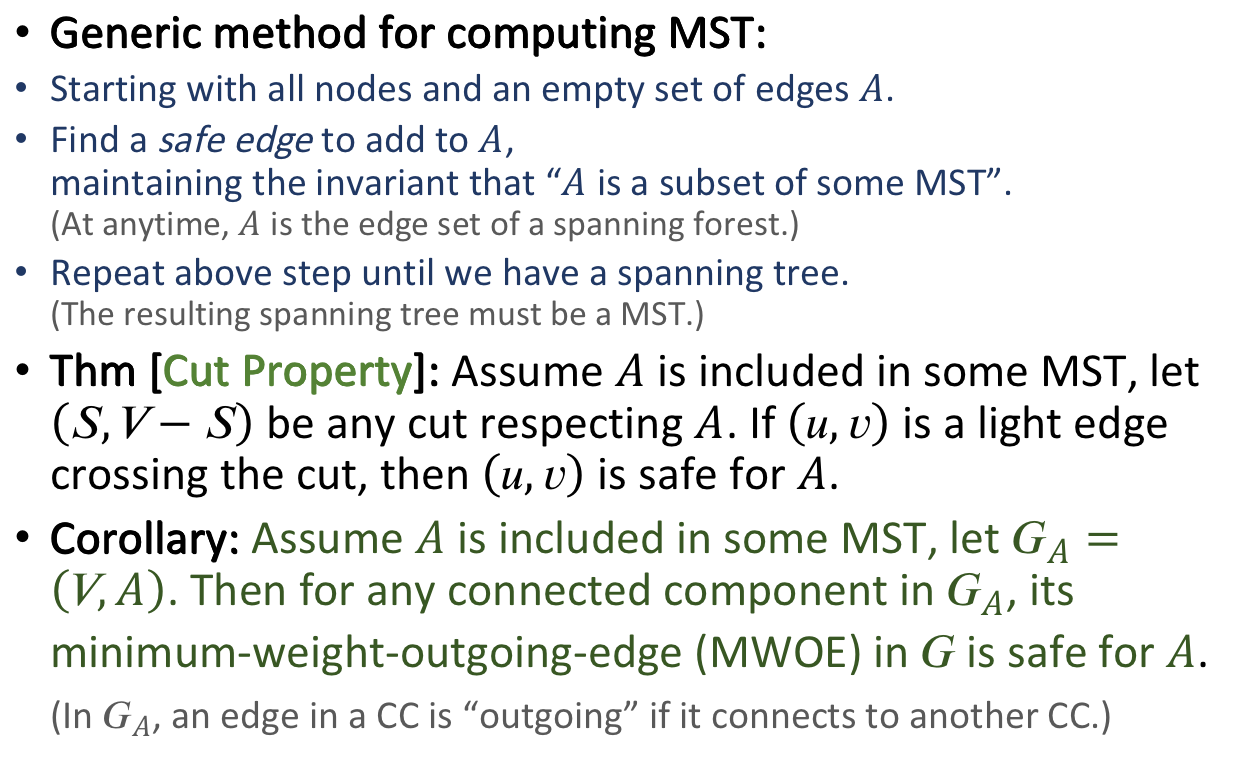 • Generic method for computing MST:
• Starting with all nodes and an empty set of edges A.
• Find a safe edge to add to A,
maintaining the invariant that “A is a subset of some MST”.
(At anytime, A is the edge set of a spanning forest.)
• Repeat above step until we have a spanning tree.
(The resulting spanning tree must be a MST.)
• Thm [Cut Property]: Assume A is included in some MST, let
(S, V − S) be any cut respecting A. If (u, v) is a light edge
crossing the cut, then (u, v) is safe for A.
• Corollary: Assume A is included in some MST, let G_A =
(V, A). Then for any connected component in G_A, its
minimum-weight-outgoing-edge (MWOE) in G is safe for A.
(In G_A, an edge in a CC is “outgoing” if it connects to another CC.)